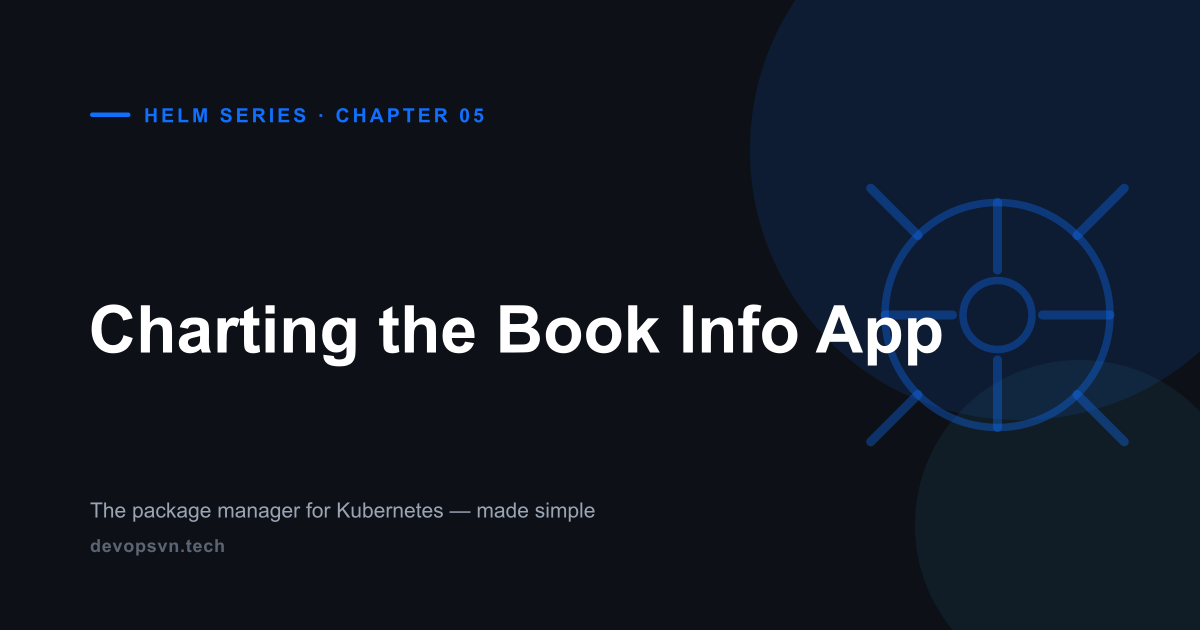 HELM SERIES · CHAPTER 05
Charting the Book Info App
The package manager for Kubernetes — made simple
devopsvn.tech